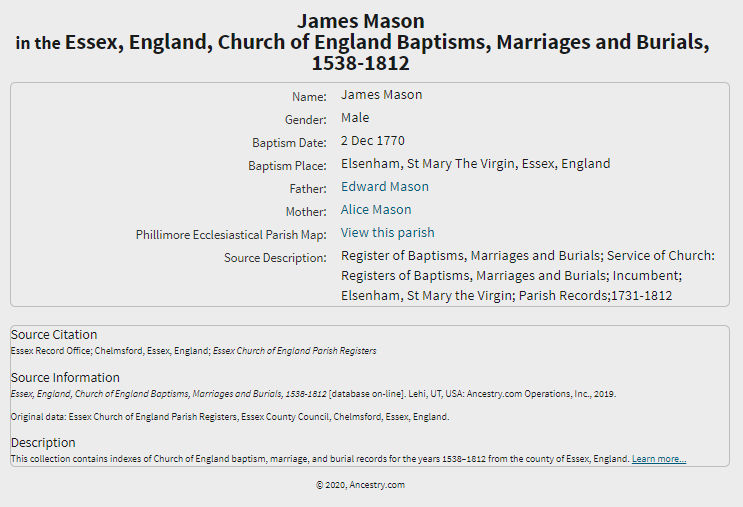 James Mason
in the Essex, England, Church of England Baptisms, Marriages and Burials,
1538-1812
Name: James Mason
Gender: Male
Baptism Date: 2 Dec 1770
Baptism Place: Elsenham, St Mary The Virgin, Essex, England
Father: Edward Mason
Mother: Alice Mason
Phillimore Ecclesiastical Parish Map: View this parish
Source Description: Register of Baptisms, Marriages and Burials; Service of Church:
Registers of Baptisms, Marriages and Burials; Incumbent;
Elsenham, St Mary the Virgin; Parish Records;1731-1812
Source Citation
Essex Record Office; Chelmsford, Essex, England; Essex Church of England Parish Registers
Source Information
Essex, England, Church of England Baptisms, Marriages and Burials, 1538-1812 [database on-line]. Lehi, UT, USA: Ancestry.com Operations, Inc., 2019.
Original data: Essex Church of England Parish Registers, Essex County Council, Chelmsford, Essex, England.
Description
This collection contains indexes of Church of England baptism, marriage, and burial records for the years 1538–1812 from the county of Essex, England. Learn more...
© 2020, Ancestry.com